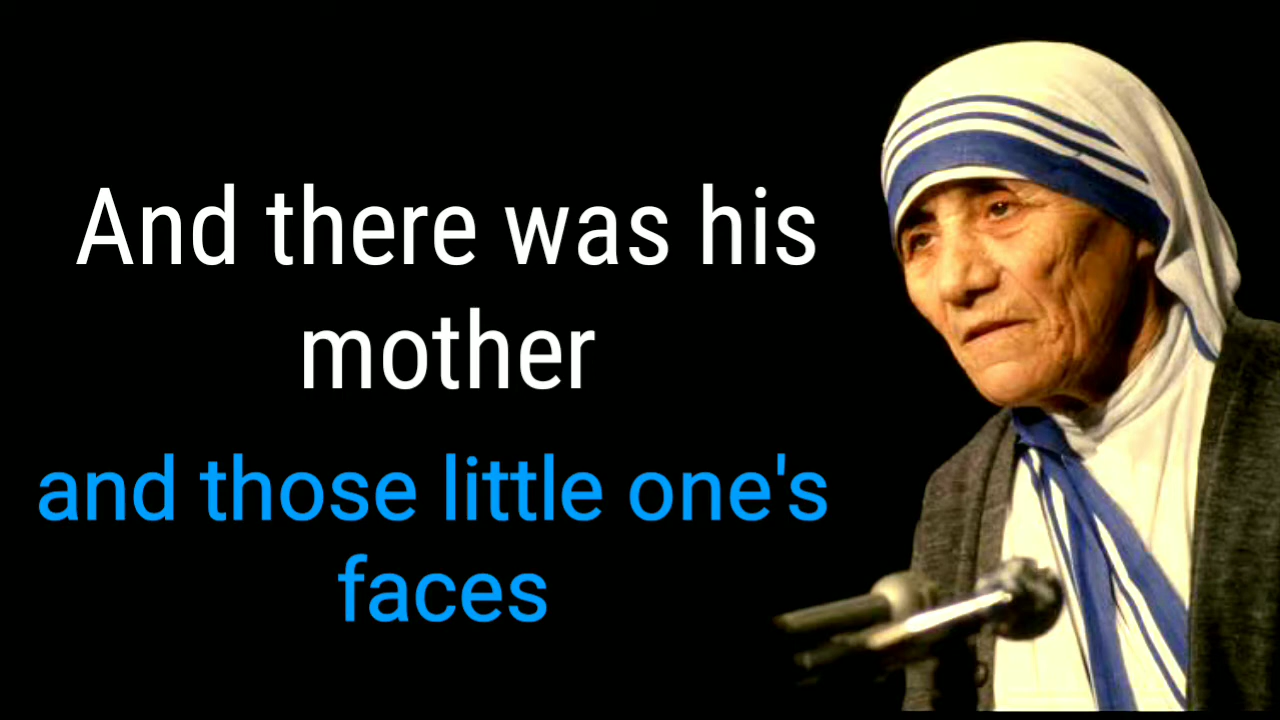 And there was his
mother
and those little one's
faces